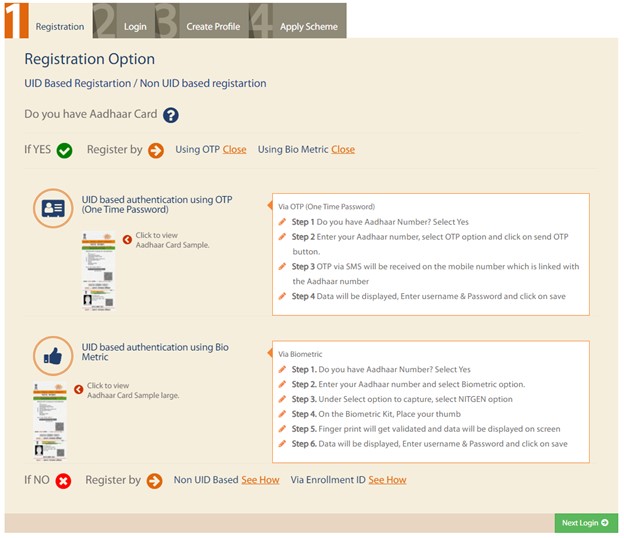 1 Registration 2 Login 3 Create Profile 4 Apply Scheme
Registration Option
UID Based Registartion / Non UID based registartion
Do you have Aadhaar Card ?
If YES Register by Using OTP Close Using Bio Metric Close
UID based authentication using OTP
(One Time Password)
Click to view
Aadhaar Card Sample.
Via OTP (One Time Password)
Step 1 Do you have Aadhaar Number? Select Yes
Step 2 Enter your Aadhaar number, select OTP option and click on send OTP
button.
Step 3 OTP via SMS will be received on the mobile number which is linked with
the Aadhaar number
Step 4 Data will be displayed, Enter username & Password and click on save
UID based authentication using Bio
Metric
Click to view
Aadhaar Card Sample large.
Via Biometric
Step 1. Do you have Aadhaar Number? Select Yes
Step 2. Enter your Aadhaar number and select Biometric option.
Step 3. Under Select option to capture, select NITGEN option
Step 4. On the Biometric Kit, Place your thumb
Step 5. Finger print will get validated and data will be displayed on screen
Step 6. Data will be displayed, Enter username & Password and click on save
If NO Register by Non UID Based See How Via Enrollment ID See How
Next Login